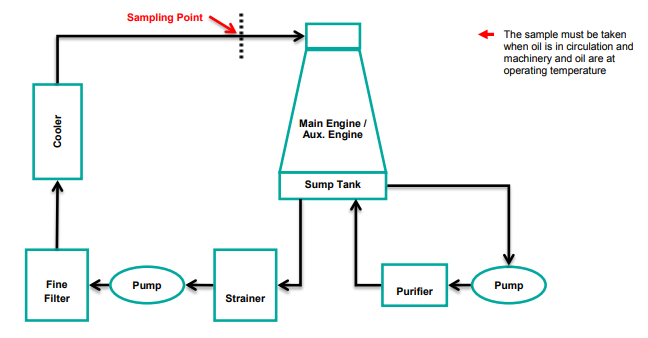 Sampling Point
The sample must be taken
when oil is in circulation and
machinery and oil are at
operating temperature
Cooler
Main Engine /
Aux. Engine
Sump Tank
Fine
Filter
Pump
Strainer
Purifier
Pump